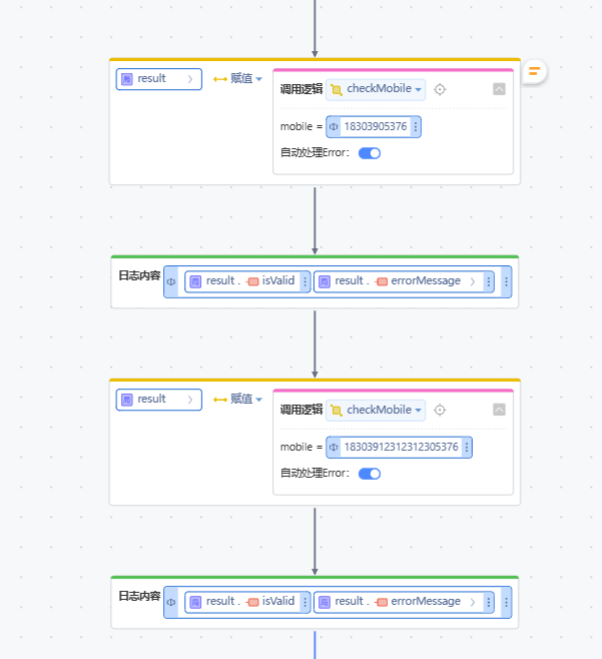 result 赋值 调用逻辑 checkMobile
mobile = 18303905376
自动处理Error:
日志内容 result . isValid result . errorMessage
result 赋值 调用逻辑 checkMobile
mobile = 18303912312312305376
自动处理Error:
日志内容 result . isValid result . errorMessage